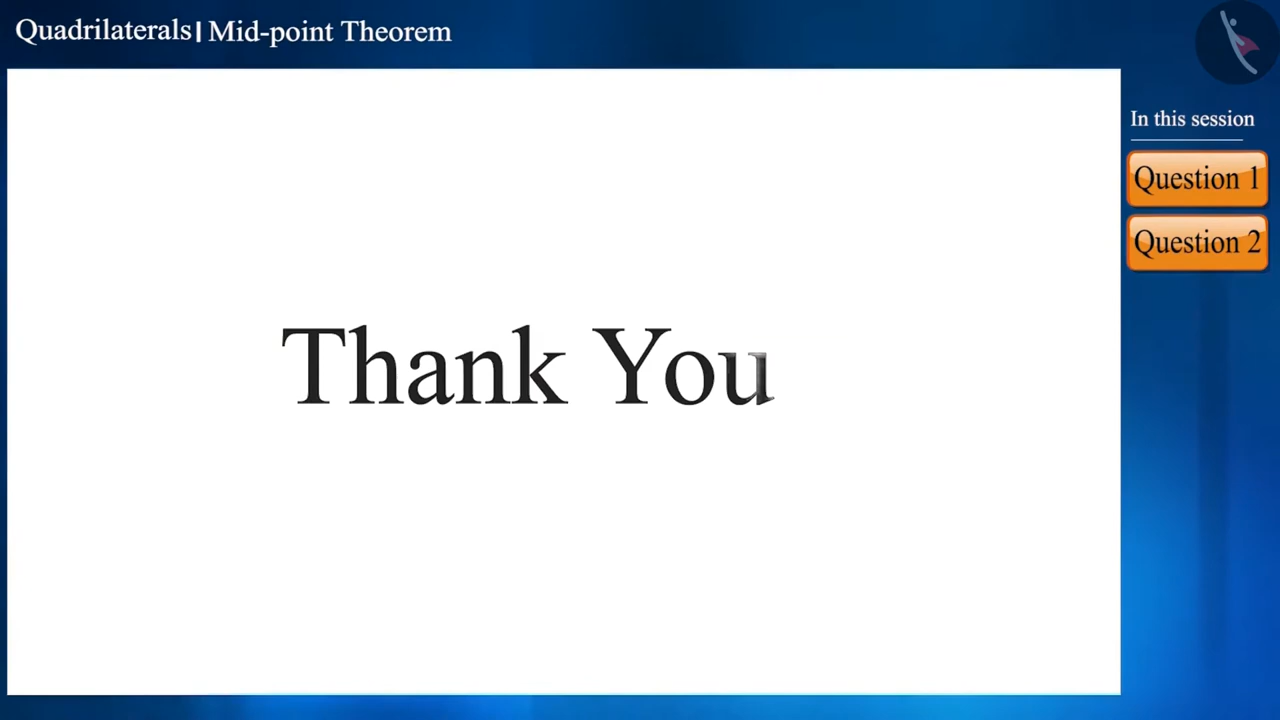 Quadrilaterals | Mid-point Theorem
In this session
Question 1
Question 2
Thank You